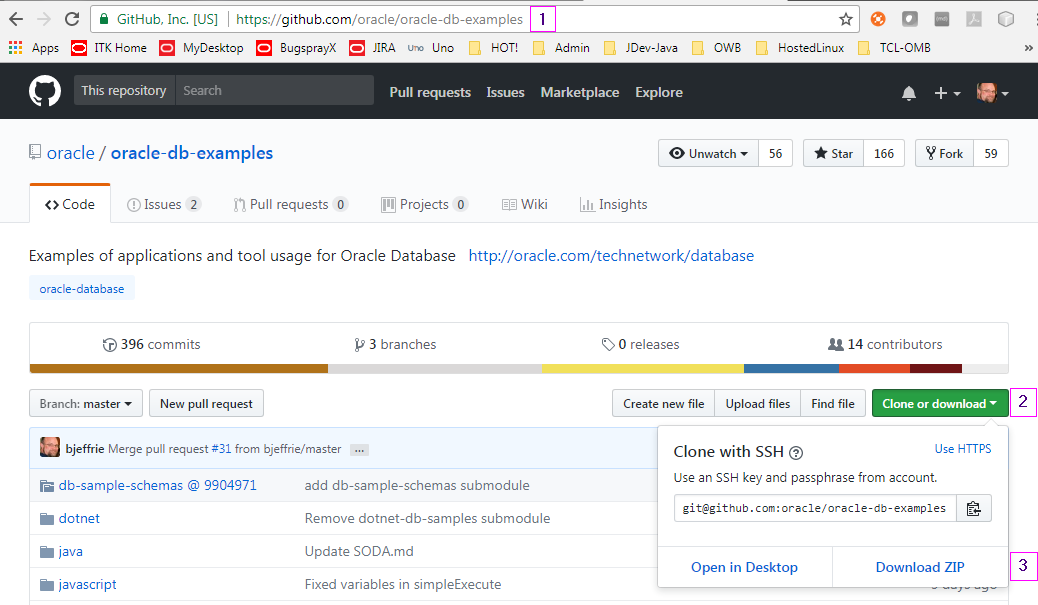 GitHub, Inc. [US] https://github.com/oracle/oracle-db-examples 1
Apps ITK Home MyDesktop BugsprayX JIRA Uno Uno HOT! Admin JDev-Java OWB HostedLinux TCL-OMB »
This repository Search Pull requests Issues Marketplace Explore
oracle / oracle-db-examples Unwatch 56 Star 166 Fork 59
Code Issues 2 Pull requests 0 Projects 0 Wiki Insights
Examples of applications and tool usage for Oracle Database http://oracle.com/technetwork/database
oracle-database
396 commits 3 branches 0 releases 14 contributors
Branch: master New pull request Create new file Upload files Find file Clone or download 2
bjeffrie Merge pull request #31 from bjeffrie/master ...
Clone with SSH ? Use HTTPS
Use an SSH key and passphrase from account.
git@github.com:oracle/oracle-db-examples
Open in Desktop Download ZIP 3
db-sample-schemas @ 9904971 add db-sample-schemas submodule
dotnet Remove dotnet-db-samples submodule
java Update SODA.md
javascript Fixed variables in simpleExecute